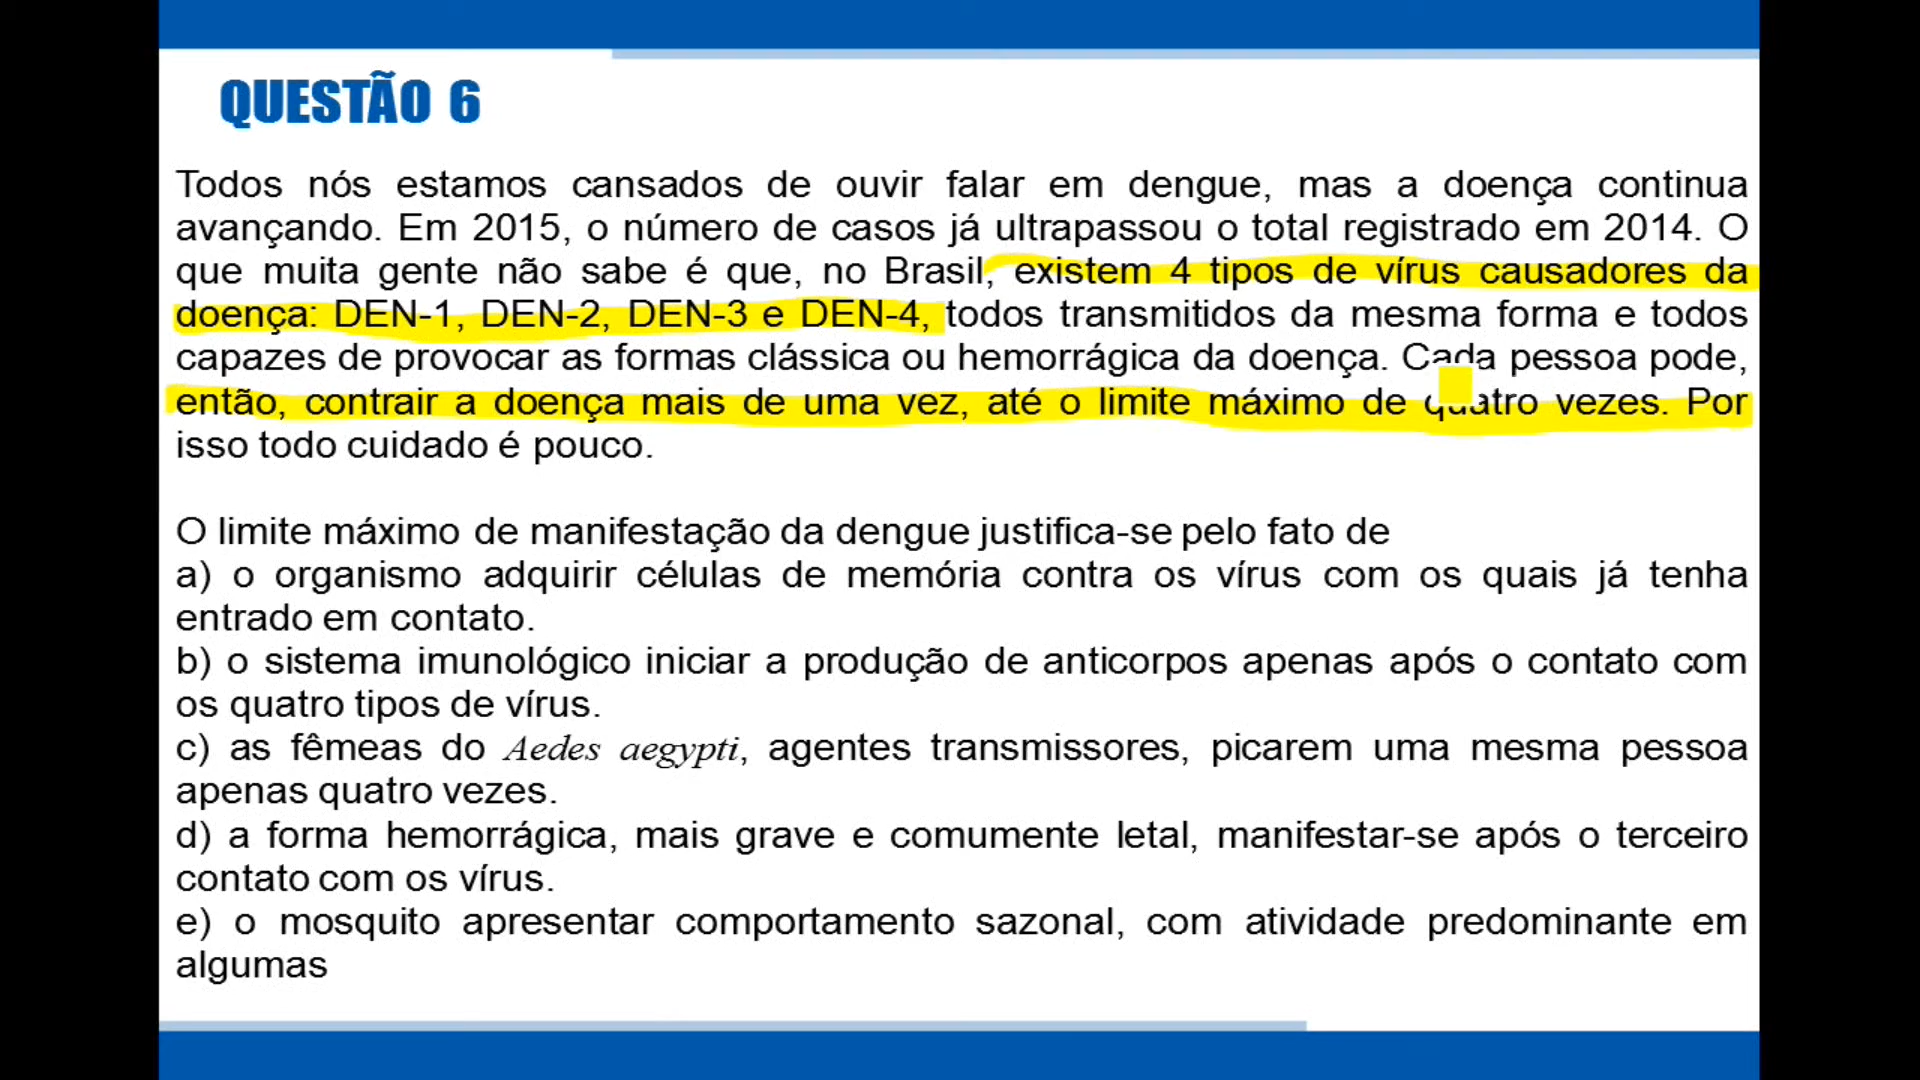 QUESTÃO 6
Todos nós estamos cansados de ouvir falar em dengue, mas a doença continua
avançando. Em 2015, o número de casos já ultrapassou o total registrado em 2014. O
que muita gente não sabe é que, no Brasil, existem 4 tipos de vírus causadores da
doença: DEN-1, DEN-2, DEN-3 e DEN-4, todos transmitidos da mesma forma e todos
capazes de provocar as formas clássica ou hemorrágica da doença. Cada pessoa pode,
então, contrair a doença mais de uma vez, até o limite máximo de quatro vezes. Por
isso todo cuidado é pouco.
O limite máximo de manifestação da dengue justifica-se pelo fato de
a) o organismo adquirir células de memória contra os vírus com os quais já tenha
entrado em contato.
b) o sistema imunológico iniciar a produção de anticorpos apenas após o contato com
os quatro tipos de vírus.
c) as fêmeas do Aedes aegypti, agentes transmissores, picarem uma mesma pessoa
apenas quatro vezes.
d) a forma hemorrágica, mais grave e comumente letal, manifestar-se após o terceiro
contato com os vírus.
e) o mosquito apresentar comportamento sazonal, com atividade predominante em
algumas